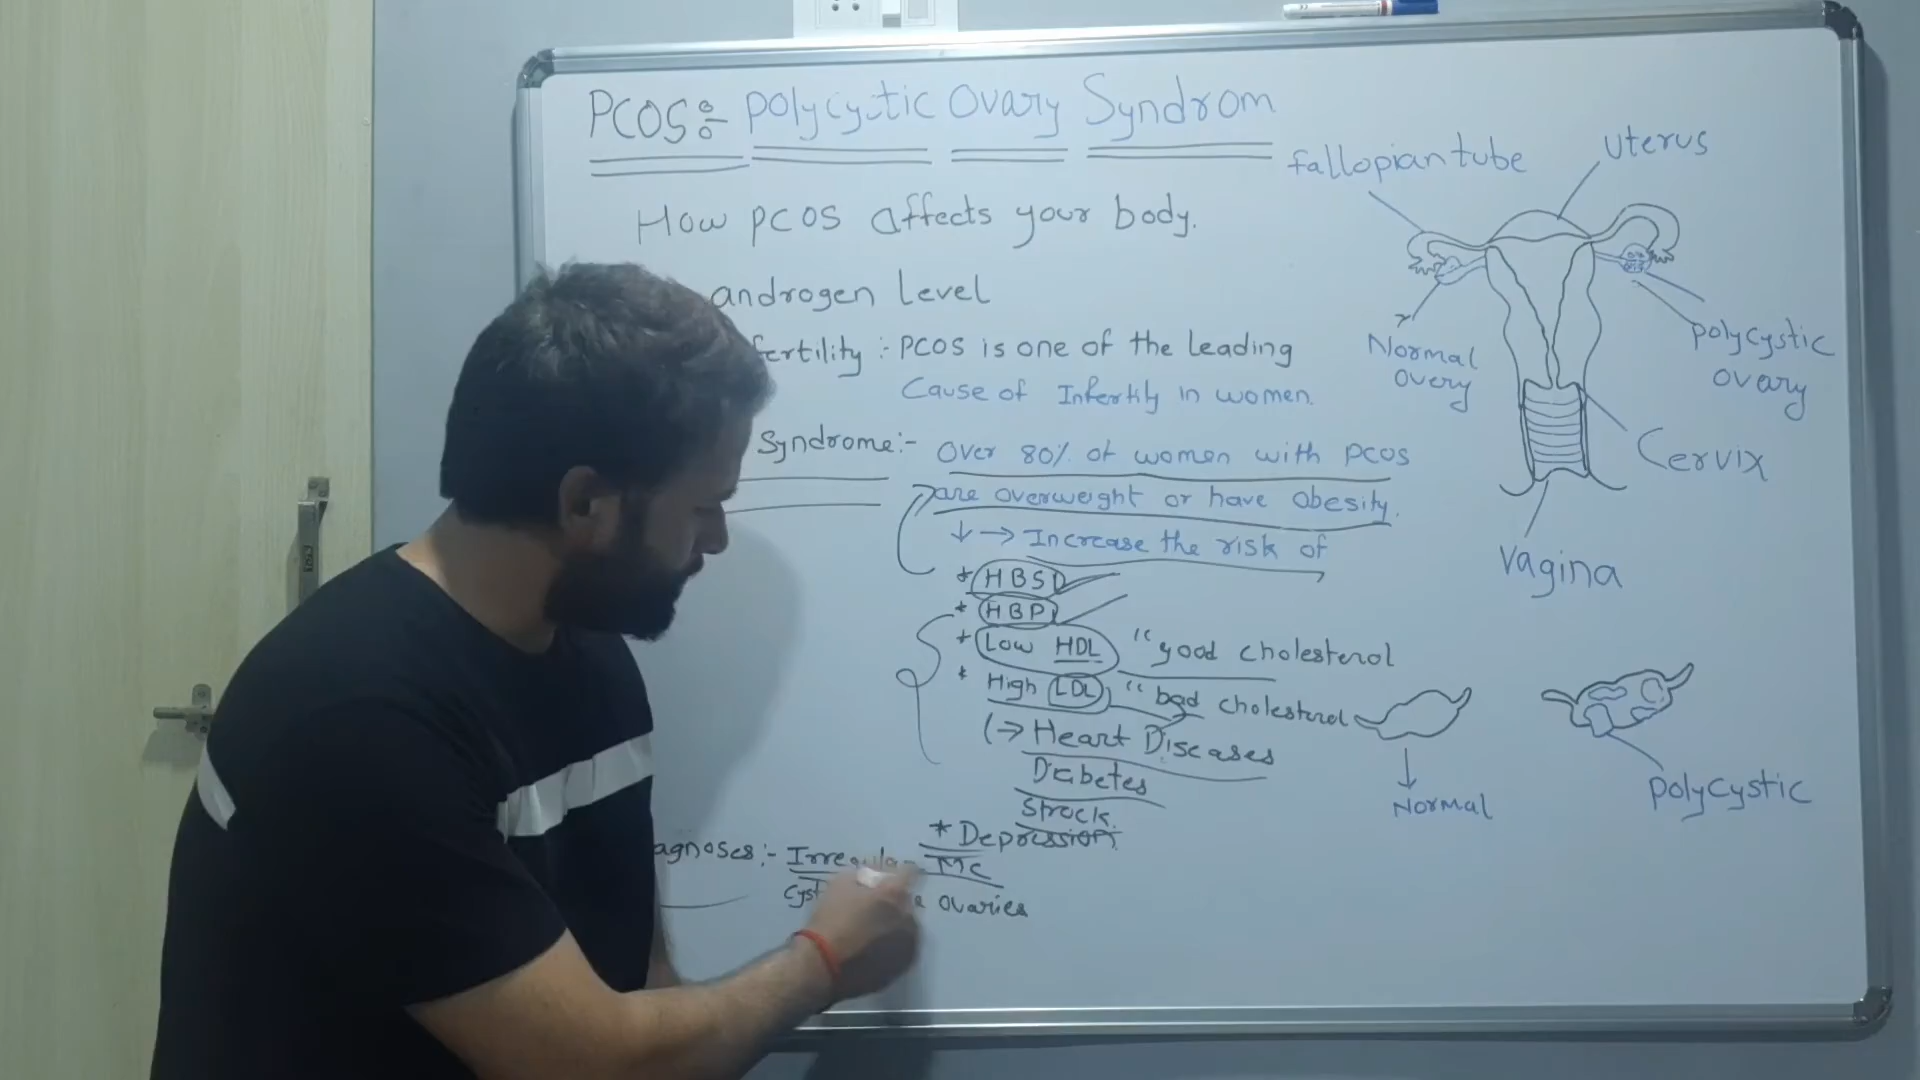 PCOS:- Polycystic Ovary Syndrom
How PCOS affects your body.
androgen level
fertility :- PCOS is one of the leading
Cause of Infertily in women.
Syndrome:- Over 80% of women with PCOS
are overweight or have obesity.
↓ → Increase the risk of
* HBSD
* HBP
* Low HDL "good cholesterol
* High LDL "bad cholesterol
(→ Heart Diseases
Diabetes
Strock.
* Depression
agnoses:- MC
ovaries
fallopian tube
uterus
Normal
overy
polycystic
ovary
Cervix
Vagina
Normal
polycystic